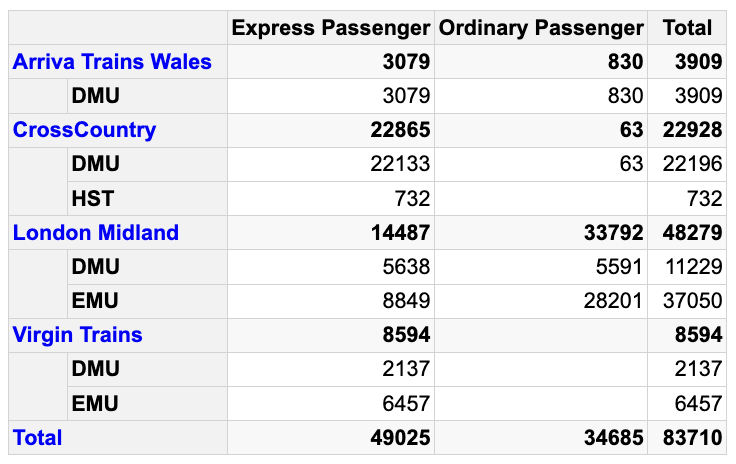 Express Passenger Ordinary Passenger Total
Arriva Trains Wales 3079 830 3909
DMU 3079 830 3909
CrossCountry 22865 63 22928
DMU 22133 63 22196
HST 732 732
London Midland 14487 33792 48279
DMU 5638 5591 11229
EMU 8849 28201 37050
Virgin Trains 8594 8594
DMU 2137 2137
EMU 6457 6457
Total 49025 34685 83710